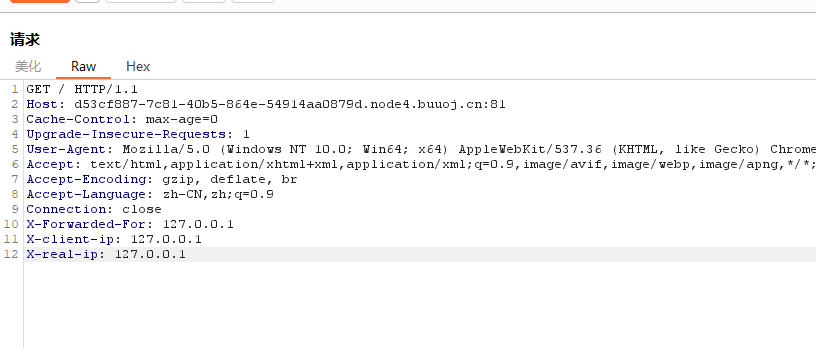 请求
美化 Raw Hex
1 GET / HTTP/1.1
2 Host: d53cf887-7c81-40b5-864e-54914aa0879d.node4.buuoj.cn:81
3 Cache-Control: max-age=0
4 Upgrade-Insecure-Requests: 1
5 User-Agent: Mozilla/5.0 (Windows NT 10.0; Win64; x64) AppleWebKit/537.36 (KHTML, like Gecko) Chrome
6 Accept: text/html,application/xhtml+xml,application/xml;q=0.9,image/avif,image/webp,image/apng,*/*;
7 Accept-Encoding: gzip, deflate, br
8 Accept-Language: zh-CN,zh;q=0.9
9 Connection: close
10 X-Forwarded-For: 127.0.0.1
11 X-client-ip: 127.0.0.1
12 X-real-ip: 127.0.0.1